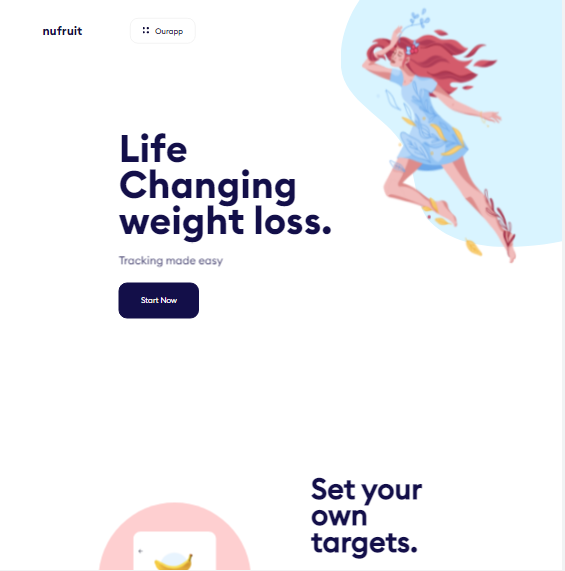 nufruit
Ourapp
Life
Changing
weight loss.
Tracking made easy
Start Now
Set your
own
targets.